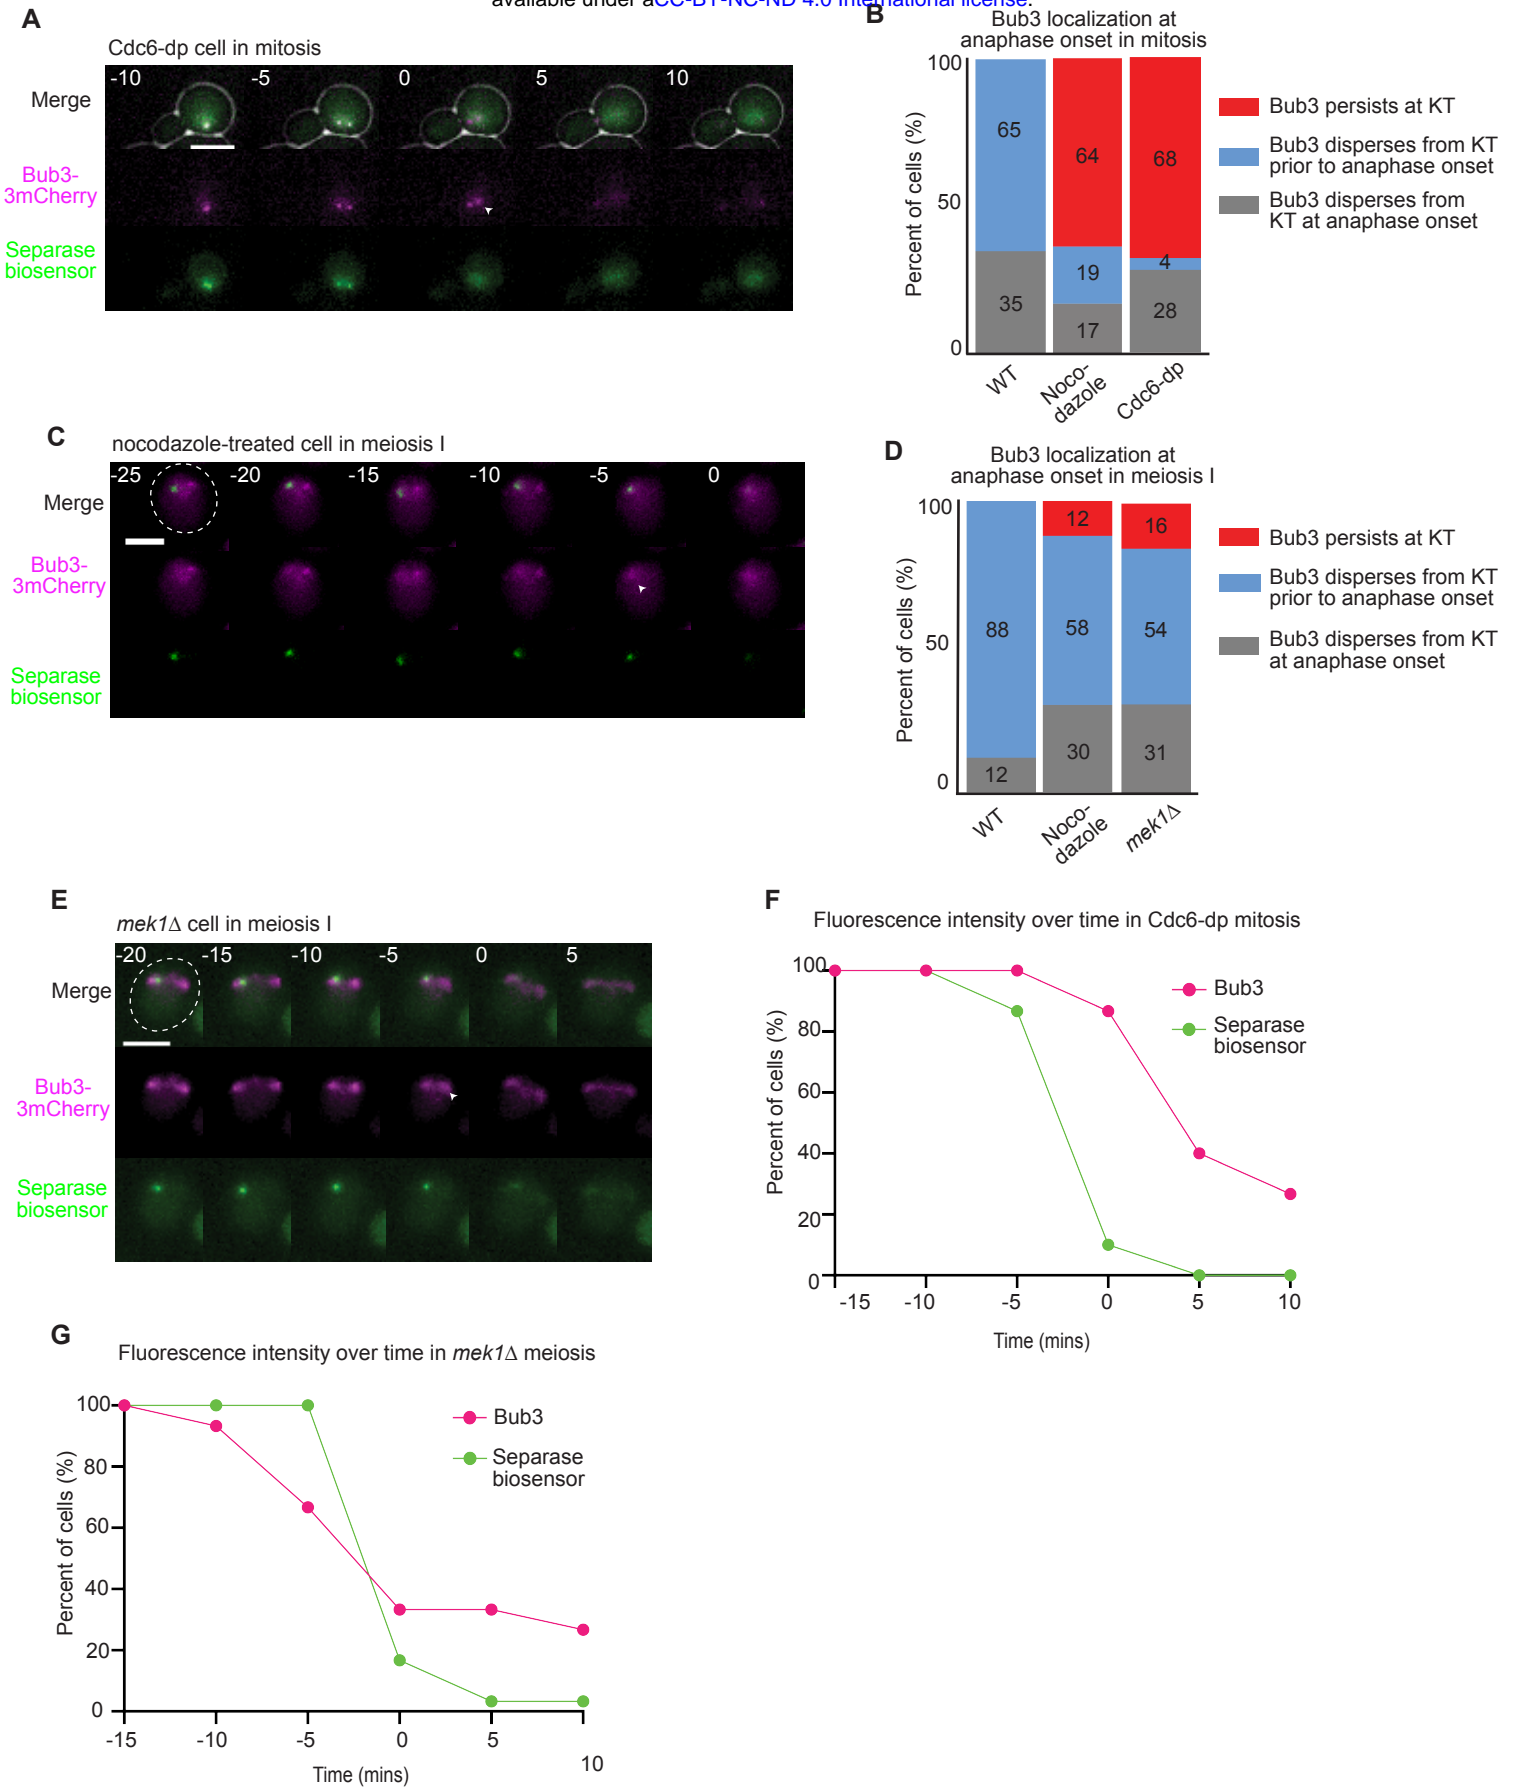 available under aCC-BY-NC-ND 4.0 International license.
A
Cdc6-dp cell in mitosis
-10 -5 0 5 10
Merge
Bub3-
3mCherry
Separase
biosensor
B
Bub3 localization at
anaphase onset in mitosis
Percent of cells (%)
100
50
0
65
35
64
19
17
68
4
28
WT
Noco-
dazole
Cdc6-dp
Bub3 persists at KT
Bub3 disperses from KT
prior to anaphase onset
Bub3 disperses from
KT at anaphase onset
C
nocodazole-treated cell in meiosis I
-25 -20 -15 -10 -5 0
Merge
Bub3-
3mCherry
Separase
biosensor
D
Bub3 localization at
anaphase onset in meiosis I
Percent of cells (%)
100
50
0
88
12
12
58
30
16
54
31
WT
Noco-
dazole
mek1Δ
Bub3 persists at KT
Bub3 disperses from KT
prior to anaphase onset
Bub3 disperses from KT
at anaphase onset
E
mek1Δ cell in meiosis I
-20 -15 -10 -5 0 5
Merge
Bub3-
3mCherry
Separase
biosensor
F
Fluorescence intensity over time in Cdc6-dp mitosis
Percent of cells (%)
100
80
60
40
20
0
-15 -10 -5 0 5 10
Time (mins)
Bub3
Separase
biosensor
G
Fluorescence intensity over time in mek1Δ meiosis
Percent of cells (%)
100
80
60
40
20
0
-15 -10 -5 0 5 10
Time (mins)
Bub3
Separase
biosensor